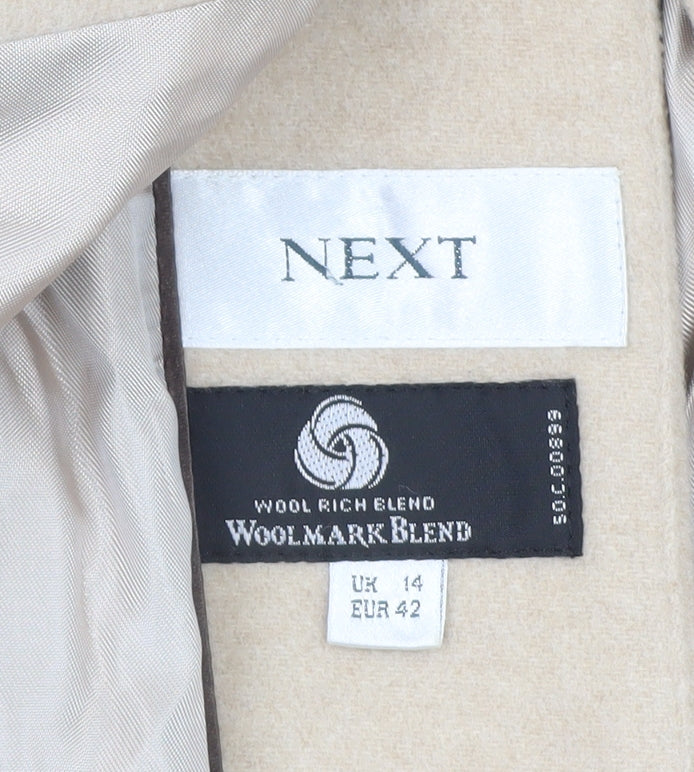 NEXT
WOOL RICH BLEND
WOOLMARK BLEND
50.C.00899
UK 14
EUR 42